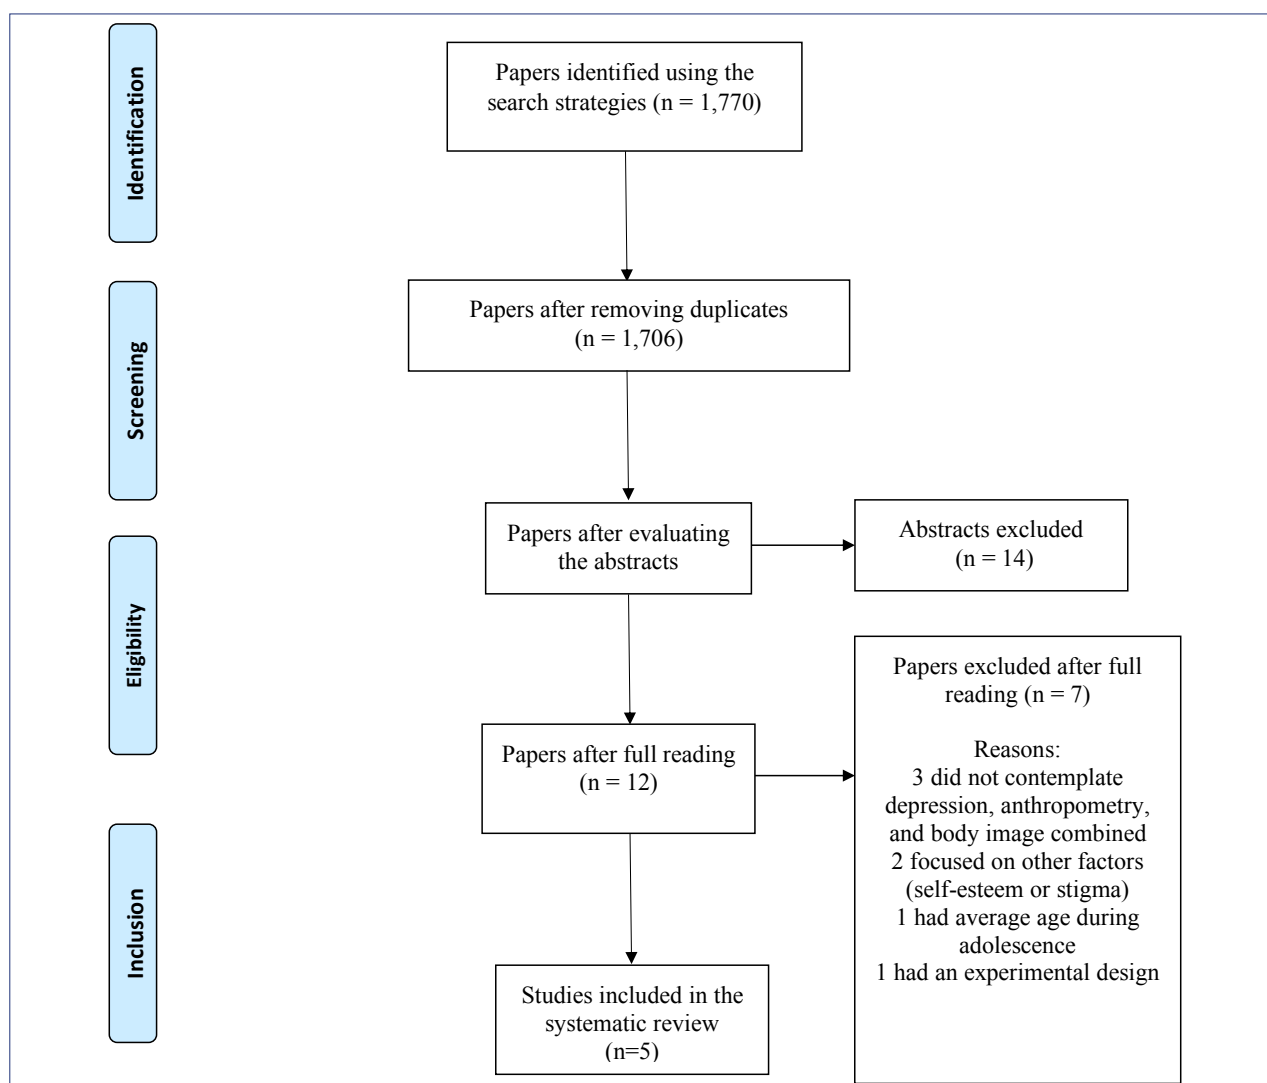 Identification
Papers identified using the
search strategies (n = 1,770)
Screening
Papers after removing duplicates
(n = 1,706)
Eligibility
Papers after evaluating
the abstracts
Abstracts excluded
(n = 14)
Papers after full reading
(n = 12)
Papers excluded after full
reading (n = 7)
Reasons:
3 did not contemplate
depression, anthropometry,
and body image combined
2 focused on other factors
(self-esteem or stigma)
1 had average age during
adolescence
1 had an experimental design
Inclusion
Studies included in the
systematic review
(n=5)